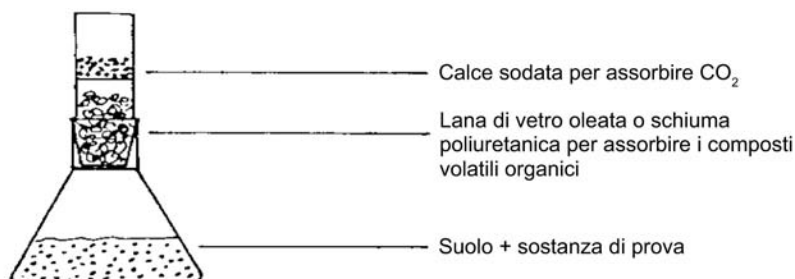 Calce sodata per assorbire CO₂
Lana di vetro oleata o schiuma
poliuretanica per assorbire i composti
volatili organici
Suolo + sostanza di prova